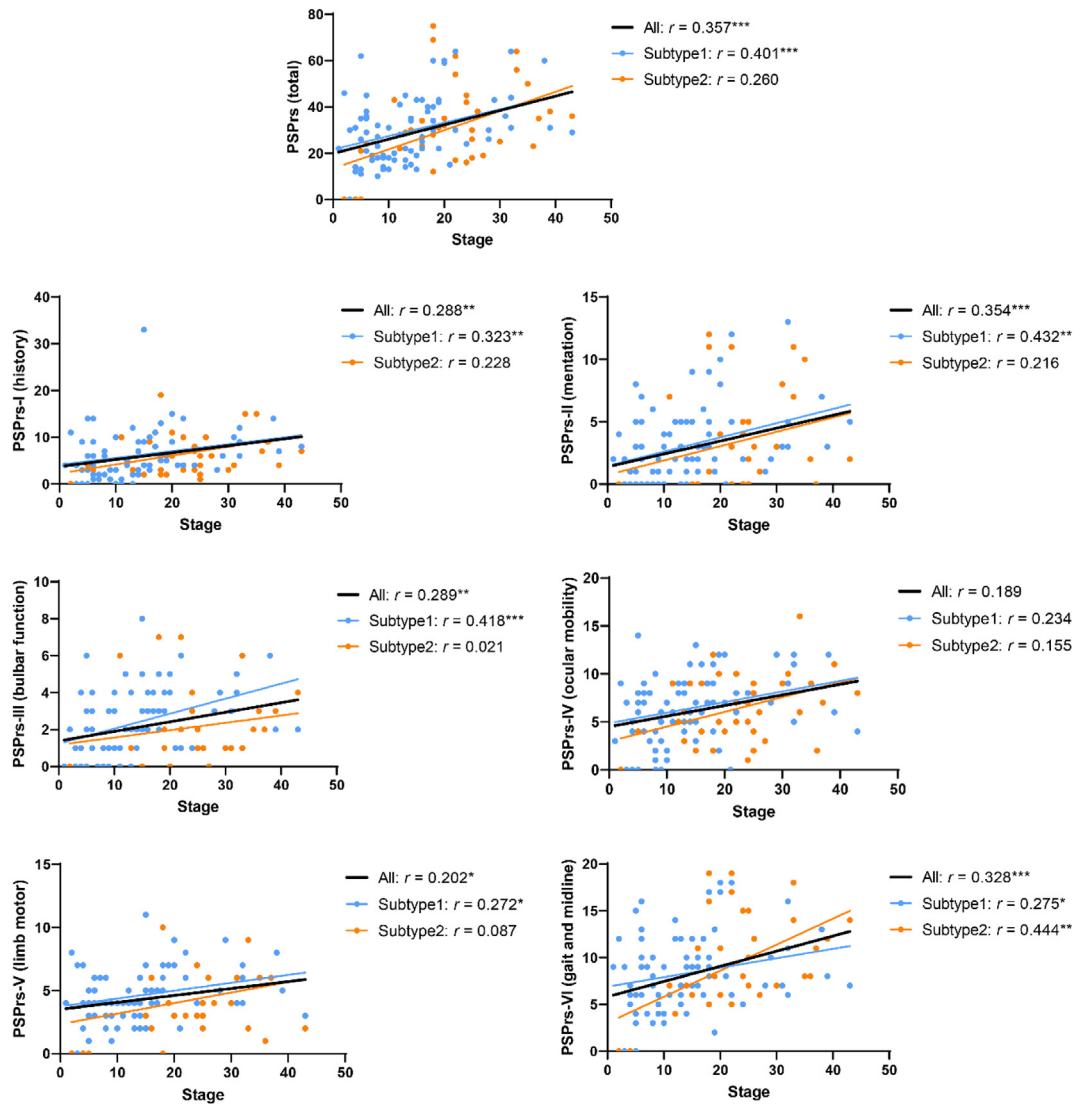 PSPrs (total)
80
60
40
20
0
0 10 20 30 40 50
Stage
All: r = 0.357***
Subtype1: r = 0.401***
Subtype2: r = 0.260
PSPrs-I (history)
40
30
20
10
0
0 10 20 30 40 50
Stage
All: r = 0.288**
Subtype1: r = 0.323**
Subtype2: r = 0.228
PSPrs-II (mentation)
15
10
5
0
0 10 20 30 40 50
Stage
All: r = 0.354***
Subtype1: r = 0.432**
Subtype2: r = 0.216
PSPrs-III (bulbar function)
10
8
6
4
2
0
0 10 20 30 40 50
Stage
All: r = 0.289**
Subtype1: r = 0.418***
Subtype2: r = 0.021
PSPrs-IV (ocular mobility)
20
15
10
5
0
0 10 20 30 40 50
Stage
All: r = 0.189
Subtype1: r = 0.234
Subtype2: r = 0.155
PSPrs-V (limb motor)
15
10
5
0
0 10 20 30 40 50
Stage
All: r = 0.202*
Subtype1: r = 0.272*
Subtype2: r = 0.087
PSPrs-VI (gait and midline)
20
15
10
5
0
0 10 20 30 40 50
Stage
All: r = 0.328***
Subtype1: r = 0.275*
Subtype2: r = 0.444**